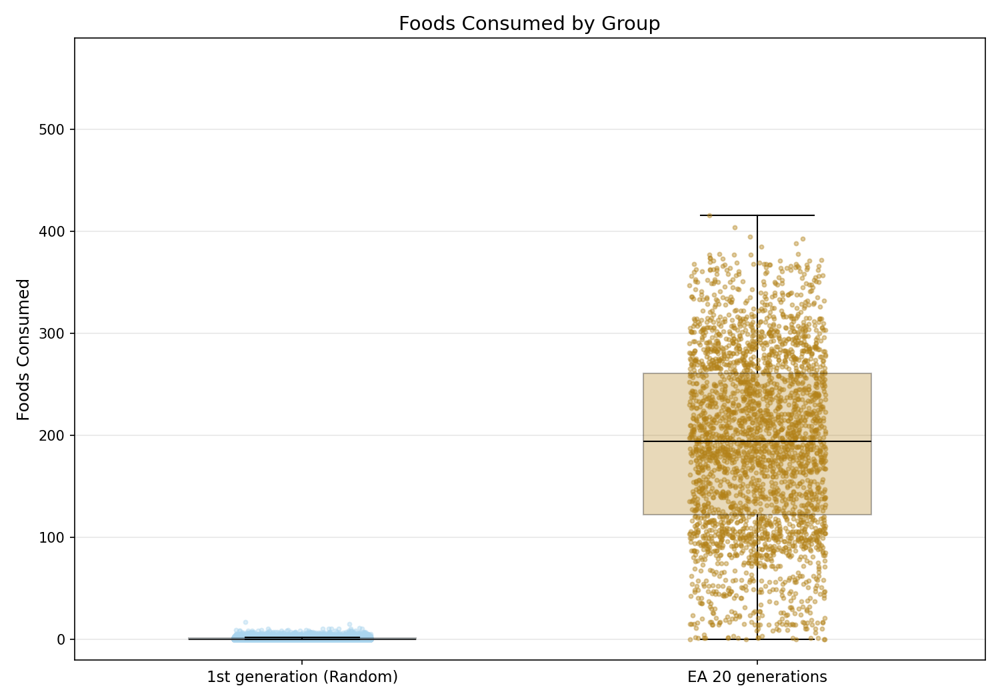 Foods Consumed by Group
Foods Consumed
500
400
300
200
100
0
1st generation (Random)
EA 20 generations